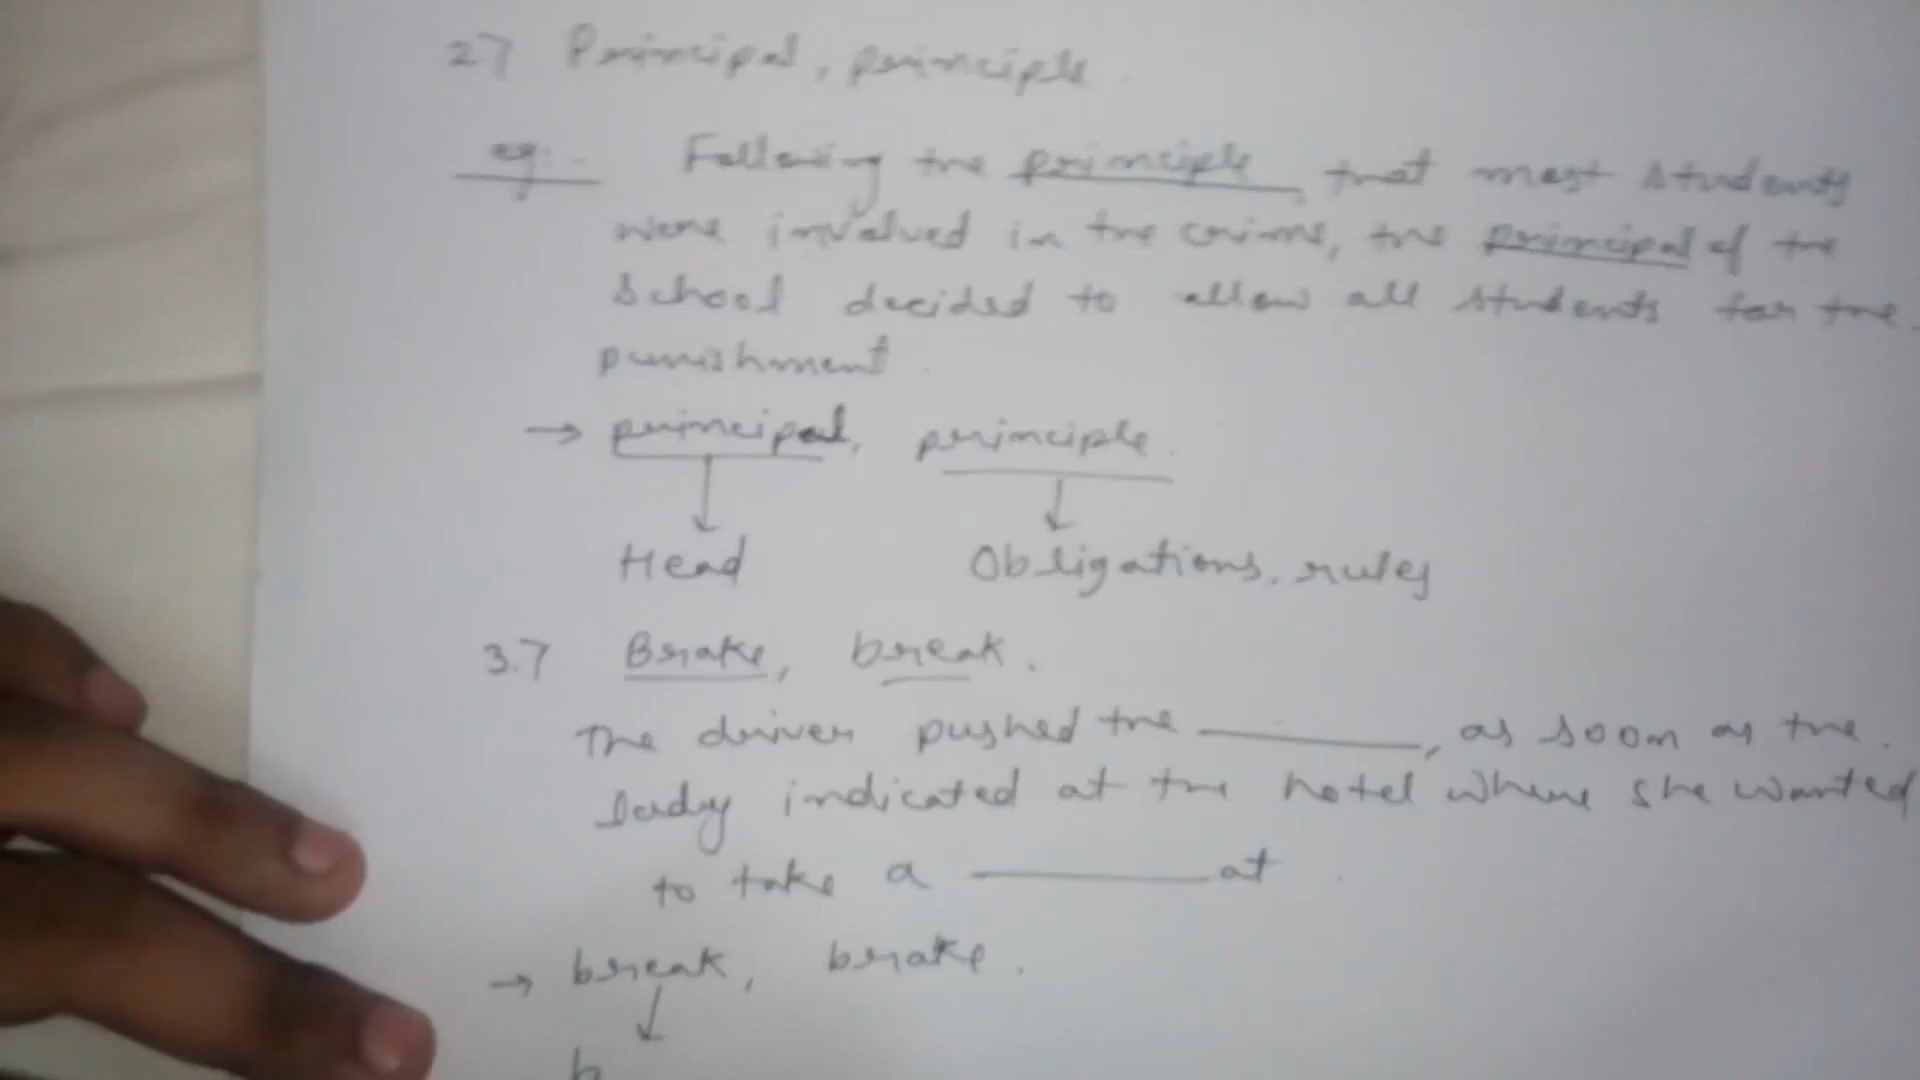 27 Principal, principle.
eg:- Following the principle, that most students
were involved in the crime, the principal of the
school decided to allow all students for the
punishment.
→ principal, principle.
Head Obligations, rules
3.7 Brake, break.
The driver pushed the ________, as soon as the
lady indicated at the hotel where she wanted
to take a ________ at
→ break, brake.